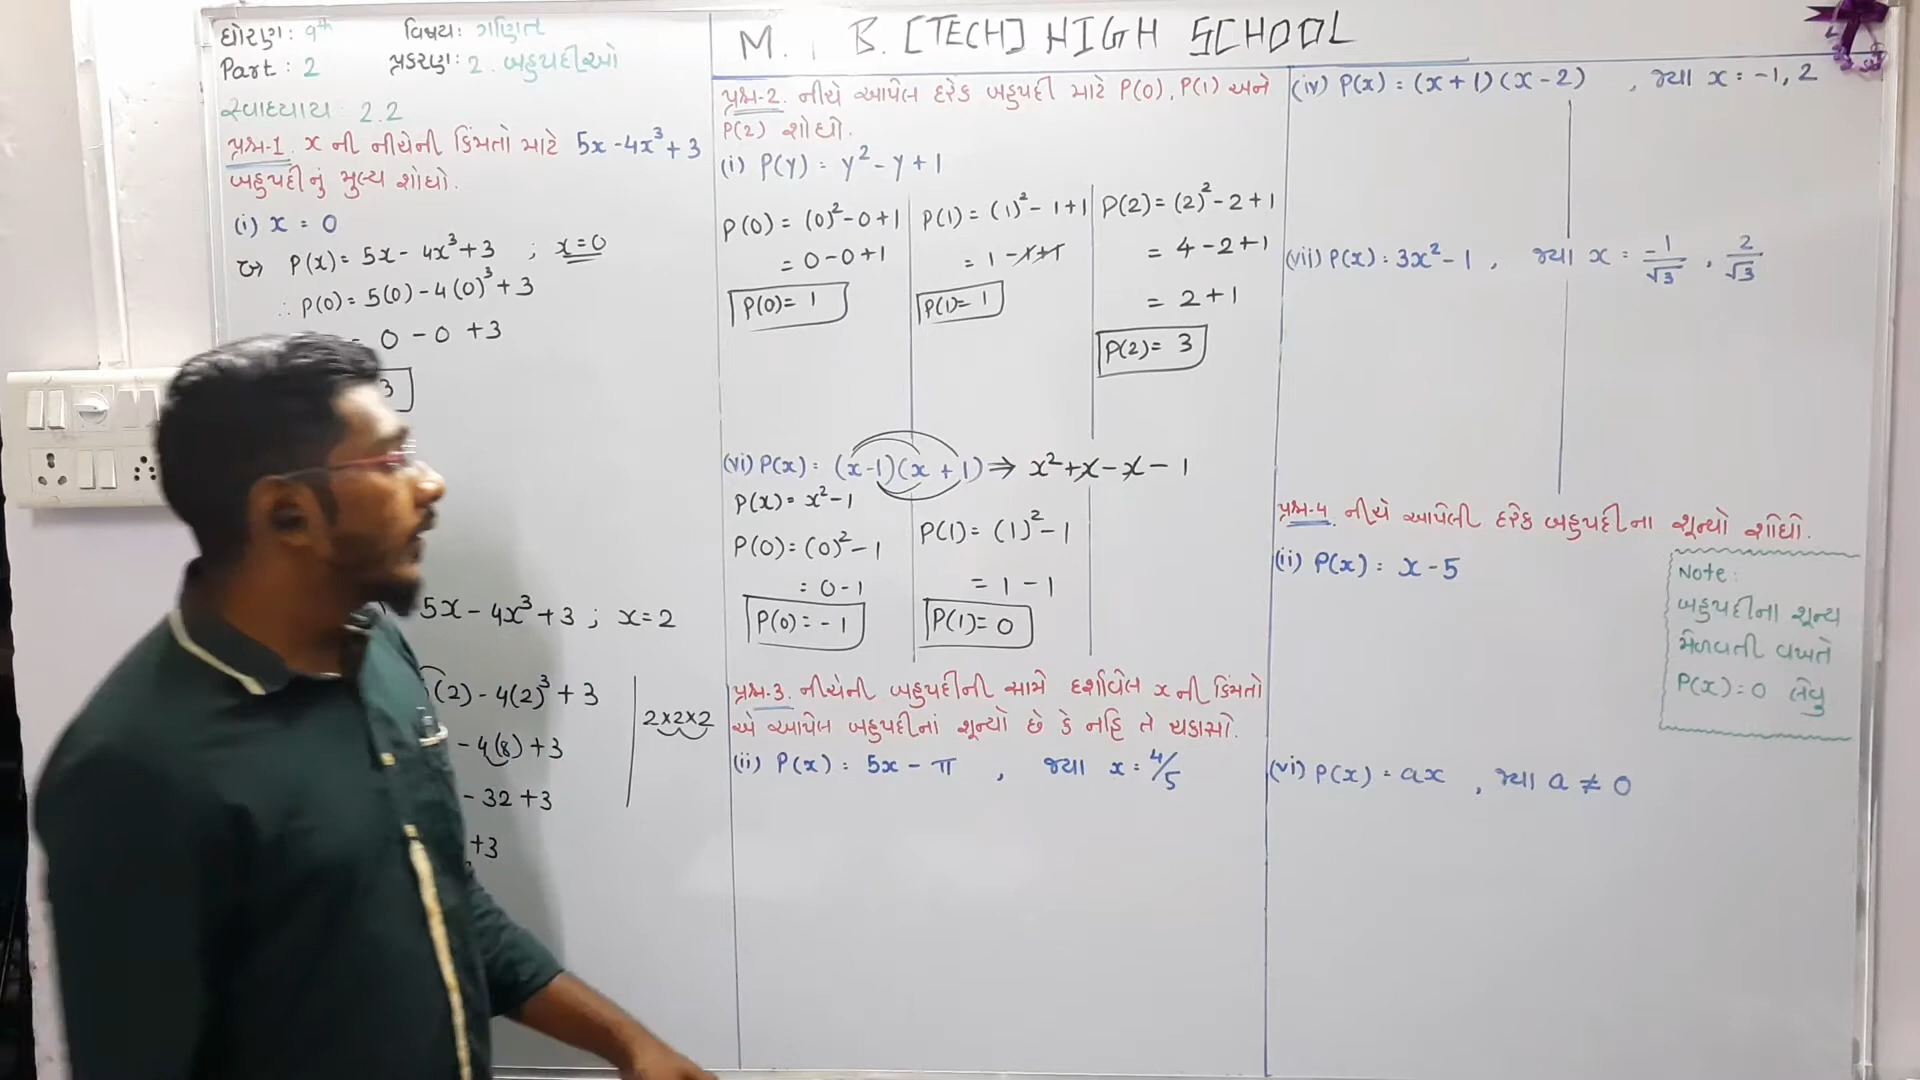 ધોરણ: 9th વિષય: ગણિત
Part: 2 પ્રકરણ: 2. બહુપદીઓ
સ્વાધ્યાય: 2.2
M. B. [TECH] HIGH SCHOOL
પ્રશ્ન-1. x ની નીચેની કિંમતો માટે 5x - 4x³ + 3
બહુપદીનું મુલ્ય શોધો.
(i) x = 0
P(x) = 5x - 4x³ + 3 ; x = 0
∴ P(0) = 5(0) - 4(0)³ + 3
0 - 0 + 3
3
5x - 4x³ + 3 ; x = 2
(2) - 4(2)³ + 3
2×2×2
- 4(8) + 3
- 32 + 3
+ 3
પ્રશ્ન-2. નીચે આપેલ દરેક બહુપદી માટે P(0), P(1) અને
P(2) શોધો.
(i) P(y) = y² - y + 1
P(0) = (0)² - 0 + 1
= 0 - 0 + 1
P(0) = 1
P(1) = (1)² - 1 + 1
= 1 - 1 + 1
P(1) = 1
P(2) = (2)² - 2 + 1
= 4 - 2 + 1
= 2 + 1
P(2) = 3
(vi) P(x) = (x-1)(x + 1) ⇒ x² + x - x - 1
P(x) = x² - 1
P(0) = (0)² - 1
= 0 - 1
P(0) = - 1
P(1) = (1)² - 1
= 1 - 1
P(1) = 0
પ્રશ્ન-3. નીચેની બહુપદીની સામે દર્શાવેલ x ની કિંમતો
એ આપેલ બહુપદીનાં શૂન્યો છે કે નહિ તે ચકાસો.
(ii) P(x) = 5x - π , જ્યા x = 4/5
(iv) P(x) = (x + 1) (x - 2) , જ્યા x = -1, 2
(vii) P(x) = 3x² - 1 , જ્યા x = -1/√3 , 2/√3
પ્રશ્ન-4. નીચે આપેલી દરેક બહુપદીના શૂન્યો શોધો.
(ii) P(x) = x - 5
Note:
બહુપદીના શૂન્ય
મેળવતી વખતે
P(x) = 0 લેવુ
(vi) P(x) = ax , જ્યા a ≠ 0